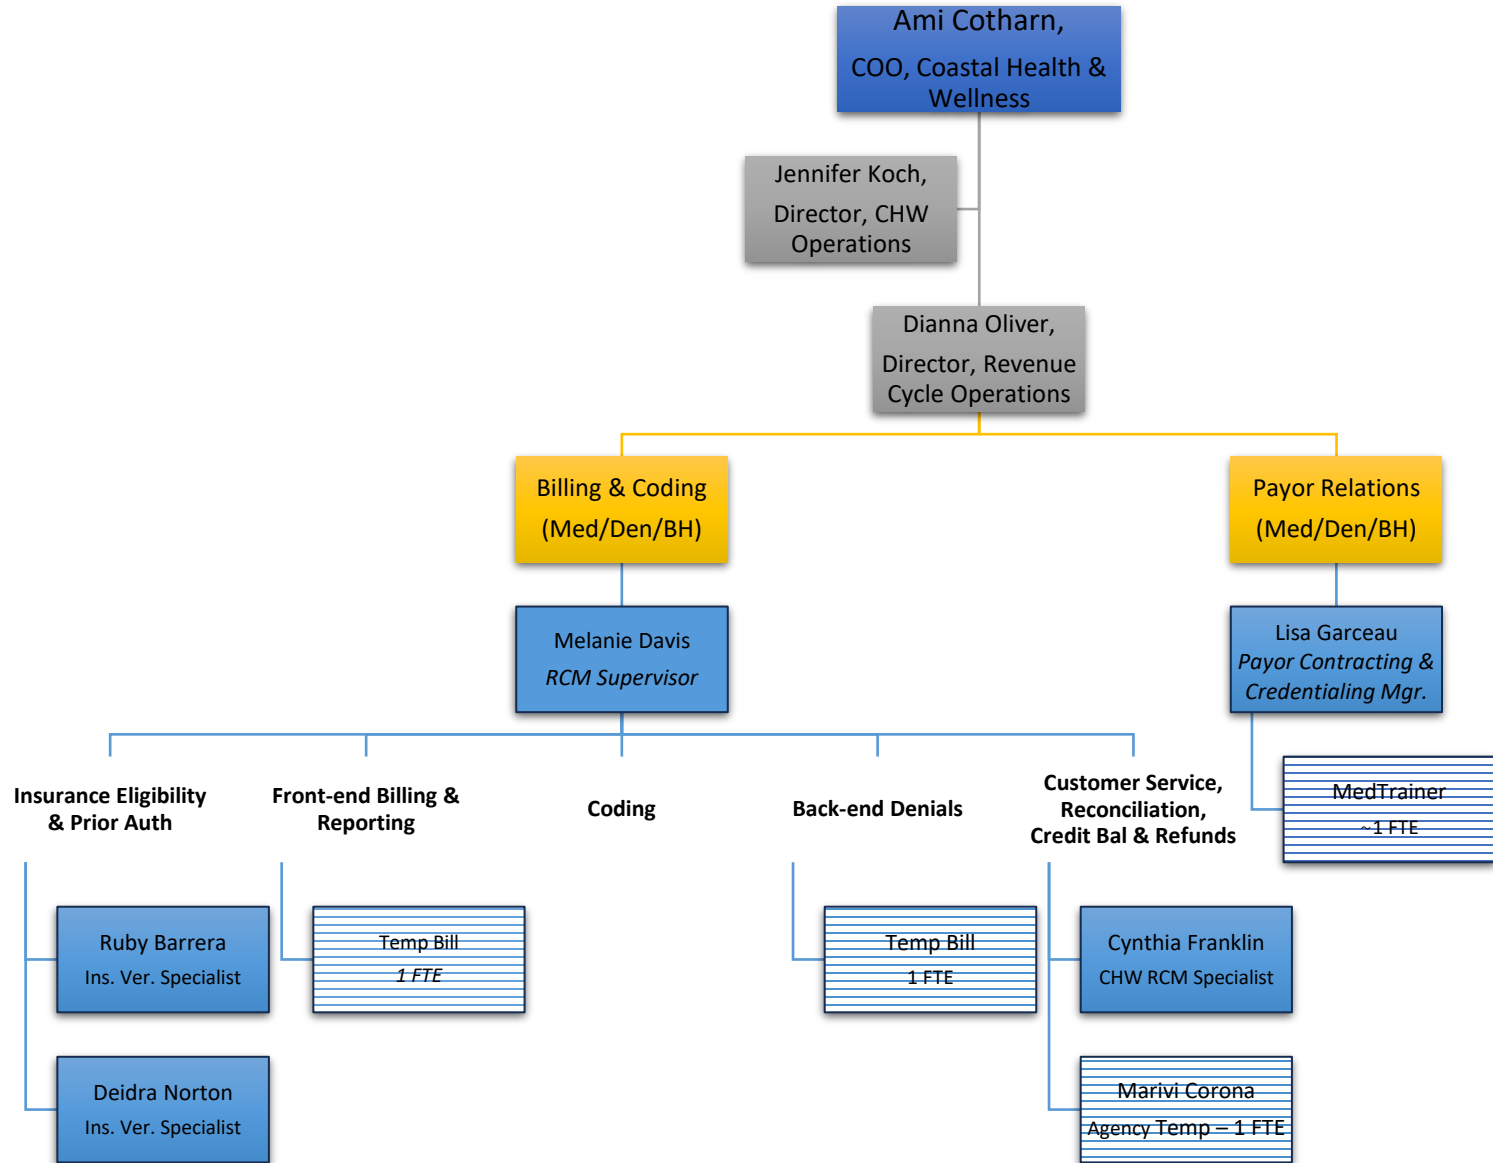 Ami Cotharn,
COO, Coastal Health &
Wellness
Jennifer Koch,
Director, CHW
Operations
Dianna Oliver,
Director, Revenue
Cycle Operations
Billing & Coding
(Med/Den/BH)
Payor Relations
(Med/Den/BH)
Melanie Davis
RCM Supervisor
Lisa Garceau
Payor Contracting &
Credentialing Mgr.
Insurance Eligibility
& Prior Auth
Front-end Billing &
Reporting
Coding
Back-end Denials
Customer Service,
Reconciliation,
Credit Bal & Refunds
MedTrainer
~1 FTE
Ruby Barrera
Ins. Ver. Specialist
Temp Bill
1 FTE
Temp Bill
1 FTE
Cynthia Franklin
CHW RCM Specialist
Deidra Norton
Ins. Ver. Specialist
Marivi Corona
Agency Temp – 1 FTE